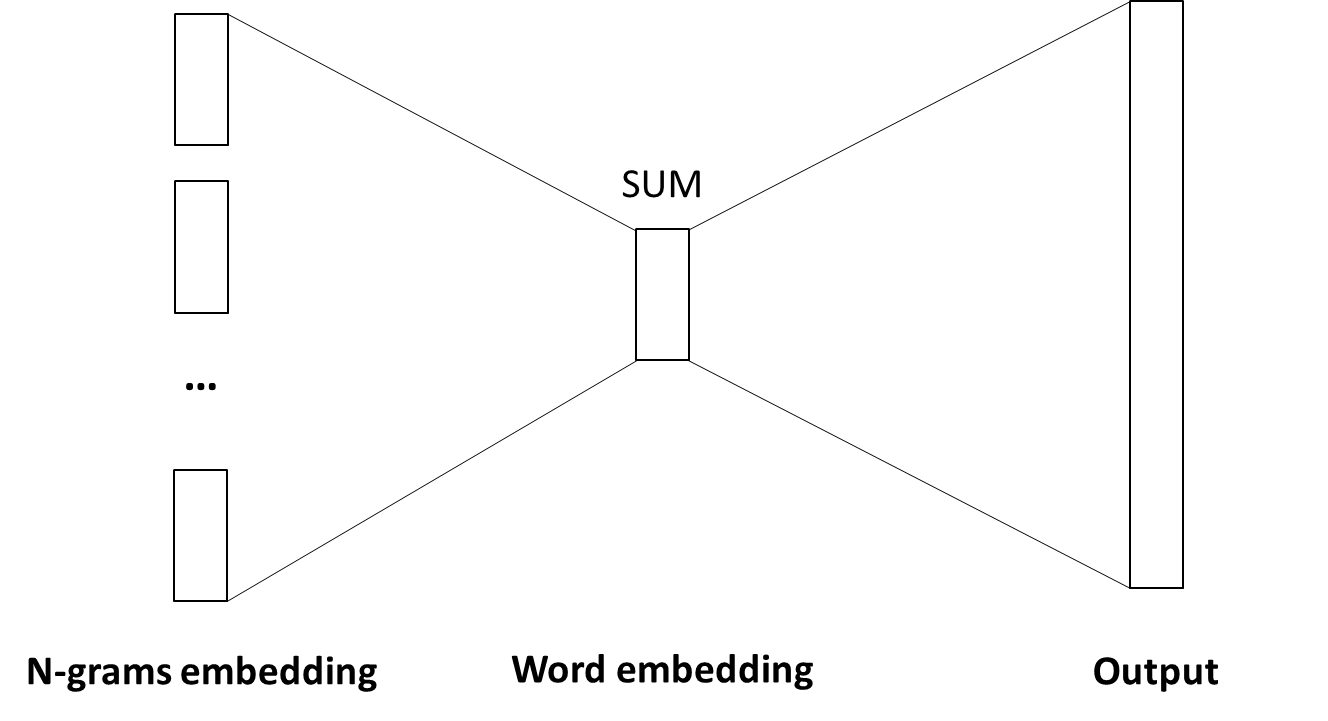 SUM
...
N-grams embedding
Word embedding
Output